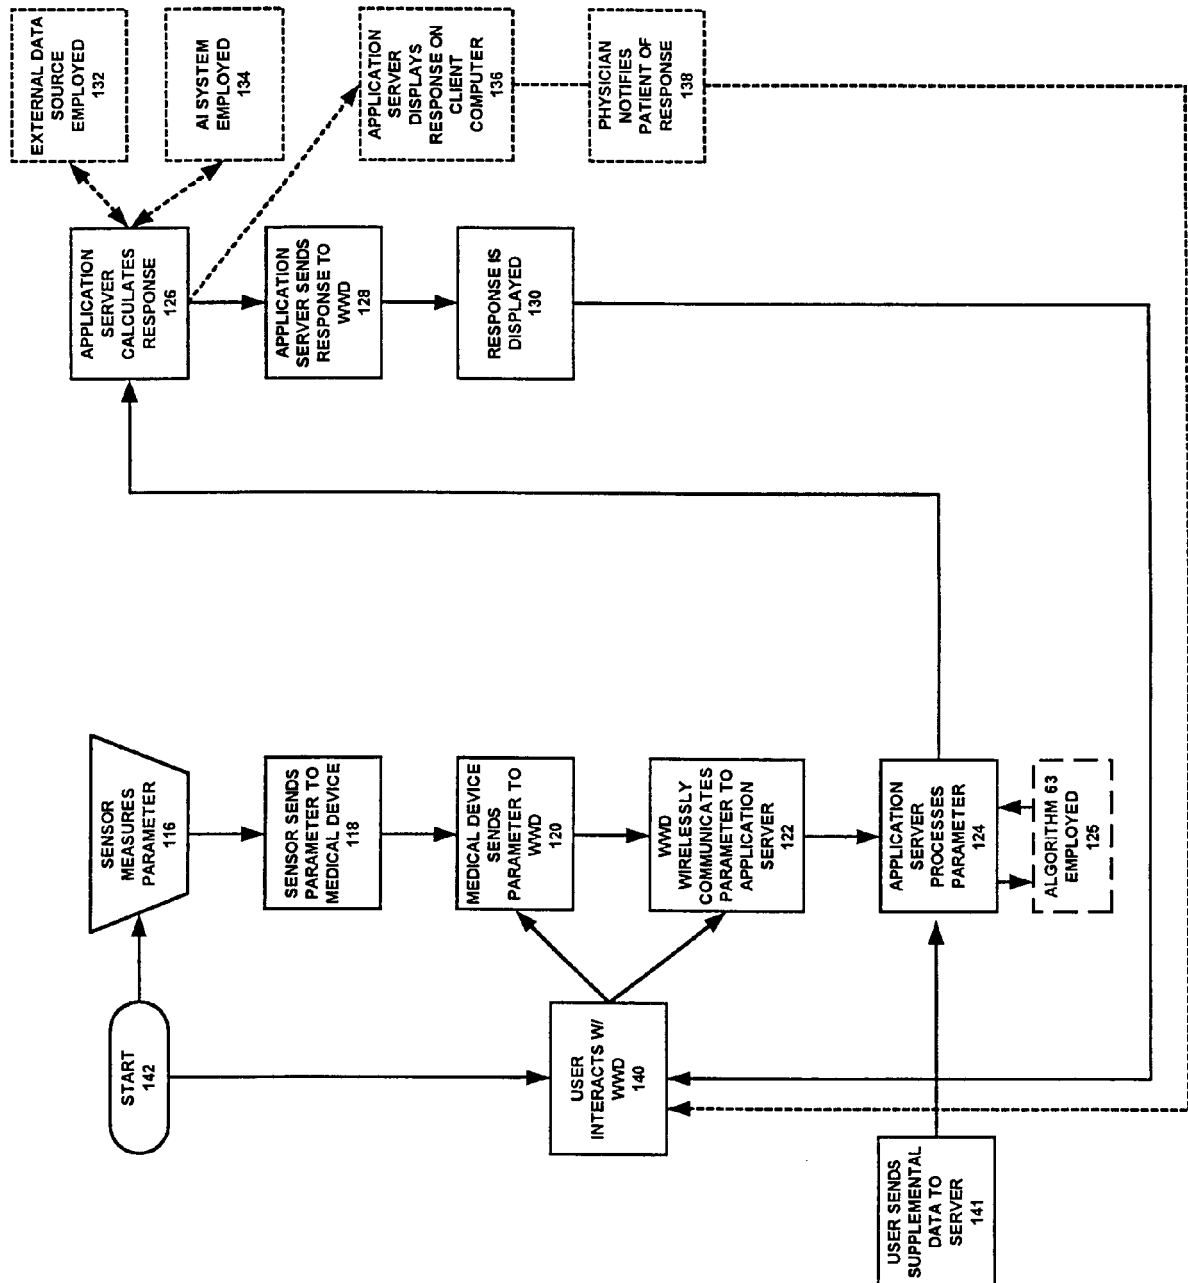 START
142
SENSOR
MEASURES
PARAMETER
116
APPLICATION
SERVER
CALCULATES
RESPONSE
126
EXTERNAL DATA
SOURCE
EMPLOYED
132
AI SYSTEM
EMPLOYED
134
SENSOR SENDS
PARAMETER TO
MEDICAL DEVICE
118
APPLICATION
SERVER SENDS
RESPONSE TO
WWD
128
APPLICATION
SERVER
DISPLAYS
RESPONSE ON
CLIENT
COMPUTER
136
MEDICAL DEVICE
SENDS
PARAMETER TO
WWD
120
RESPONSE IS
DISPLAYED
130
USER
INTERACTS W/
WWD
140
WWD
WIRELESSLY
COMMUNICATES
PARAMETER TO
APPLICATION
SERVER
122
PHYSICIAN
NOTIFIES
PATIENT OF
RESPONSE
138
USER SENDS
SUPPLEMENTAL
DATA TO
SERVER
141
APPLICATION
SERVER
PROCESSES
PARAMETER
124
ALGORITHM 63
EMPLOYED
125